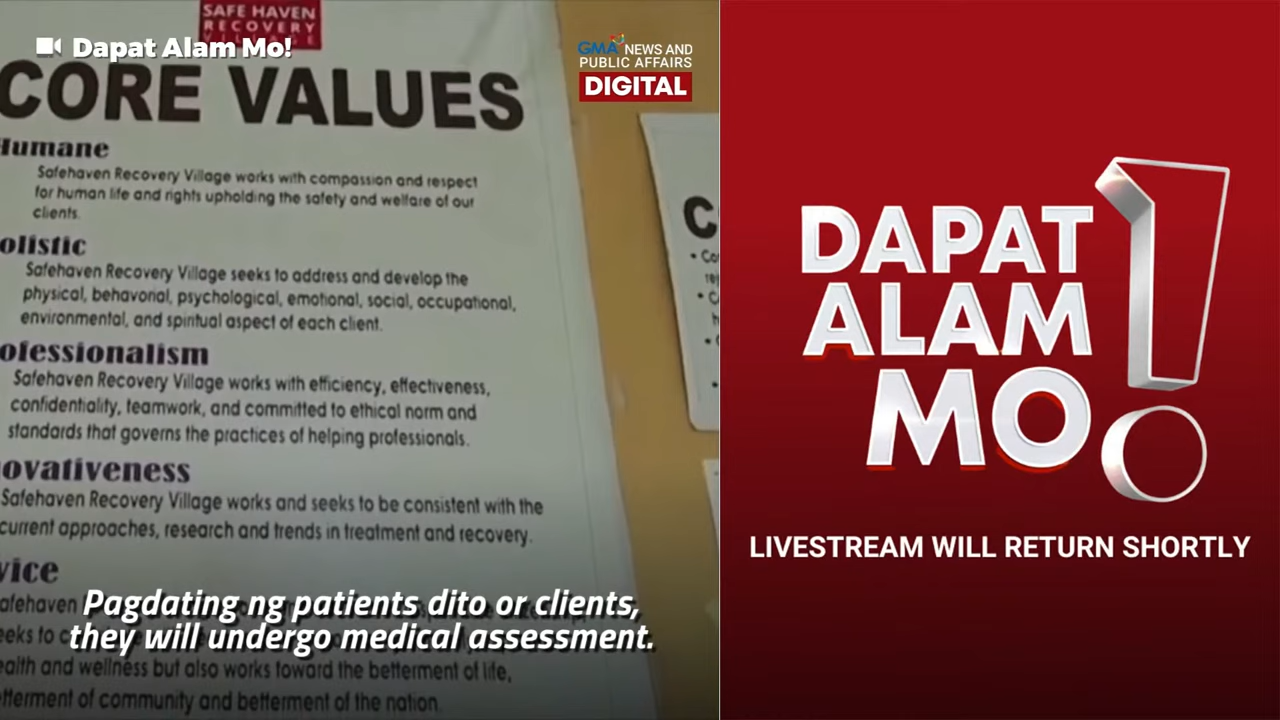 SAFE HAVEN
RECOVERY
VILLAGE
Dapat Alam Mo!
GMA NEWS AND
PUBLIC AFFAIRS
DIGITAL
CORE VALUES
Humane
Safehaven Recovery Village works with compassion and respect
for human life and rights upholding the safety and welfare of our
clients.
olistic
Safehaven Recovery Village seeks to address and develop the
physical, behavorial, psychological, emotional, social, occupational,
environmental, and spiritual aspect of each client.
ofessionalism
Safehaven Recovery Village works with efficiency, effectiveness,
confidentiality, teamwork, and committed to ethical norm and
standards that governs the practices of helping professionals.
ovativeness
Safehaven Recovery Village works and seeks to be consistent with the
current approaches, research and trends in treatment and recovery.
vice
afehaven
eeks to
ealth and wellness but also works toward the betterment of life,
etterment of community and betterment of the nation.
Pagdating ng patients dito or clients,
they will undergo medical assessment.
C
• Co
DAPAT
ALAM
MO!
LIVESTREAM WILL RETURN SHORTLY